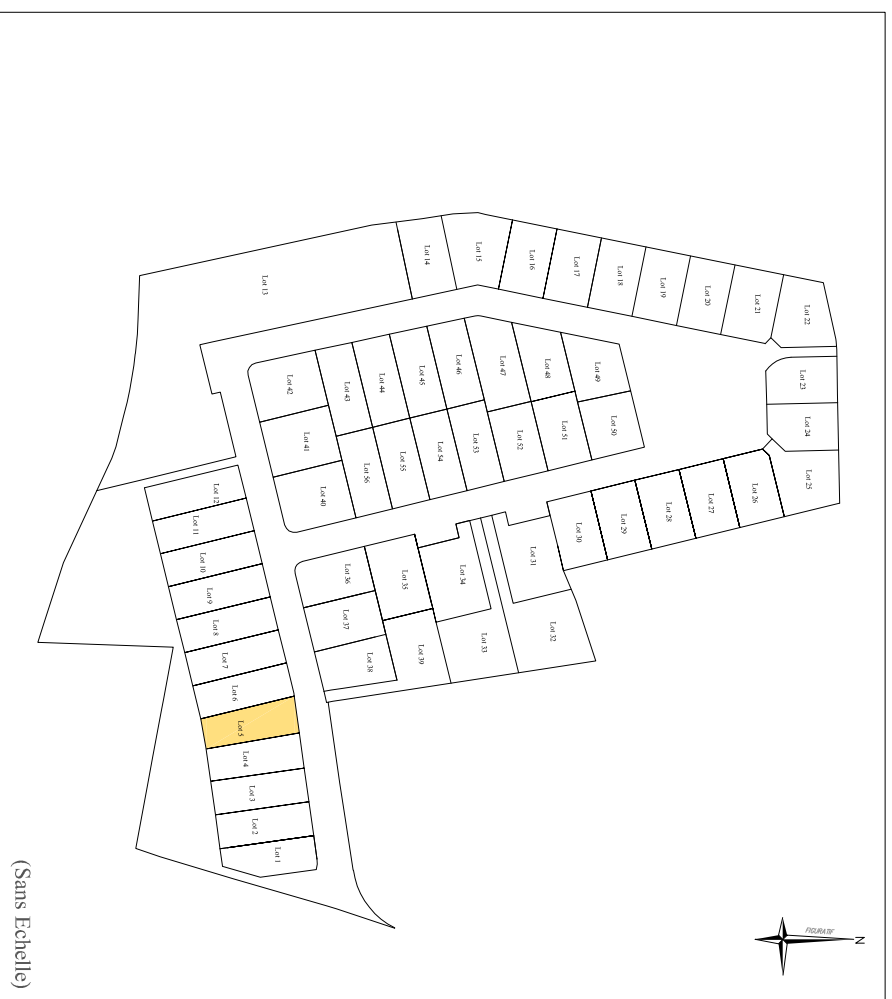 Lot 1
Lot 2
Lot 3
Lot 4
Lot 5
Lot 6
Lot 7
Lot 8
Lot 9
Lot 10
Lot 11
Lot 12
Lot 13
Lot 14
Lot 15
Lot 16
Lot 17
Lot 18
Lot 19
Lot 20
Lot 21
Lot 22
Lot 23
Lot 24
Lot 25
Lot 26
Lot 27
Lot 28
Lot 29
Lot 30
Lot 31
Lot 32
Lot 33
Lot 34
Lot 35
Lot 36
Lot 37
Lot 38
Lot 39
Lot 40
Lot 41
Lot 42
Lot 43
Lot 44
Lot 45
Lot 46
Lot 47
Lot 48
Lot 49
Lot 50
Lot 51
Lot 52
Lot 53
Lot 54
Lot 55
Lot 56
FIGURATIF
N
(Sans Echelle)